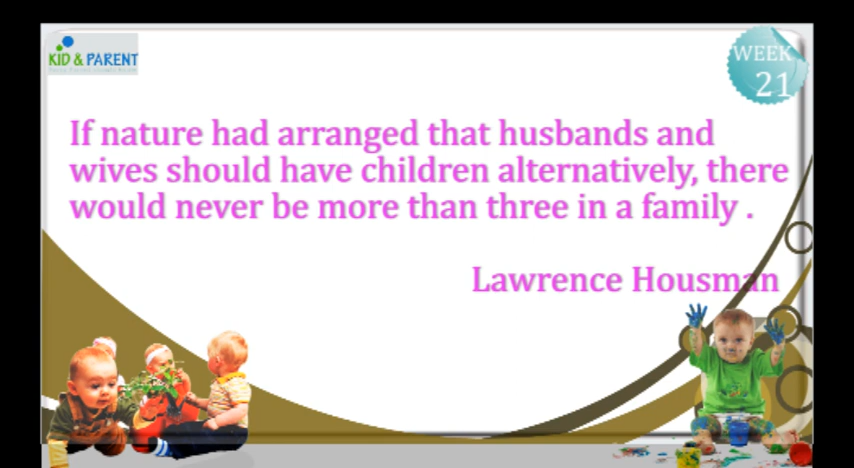 KID & PARENT
WEEK
21
If nature had arranged that husbands and
wives should have children alternatively, there
would never be more than three in a family .
Lawrence Housman